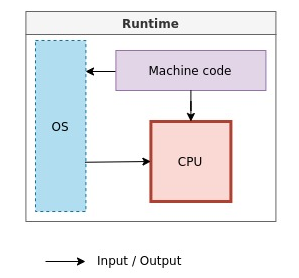 Runtime
Machine code
OS
CPU
Input / Output